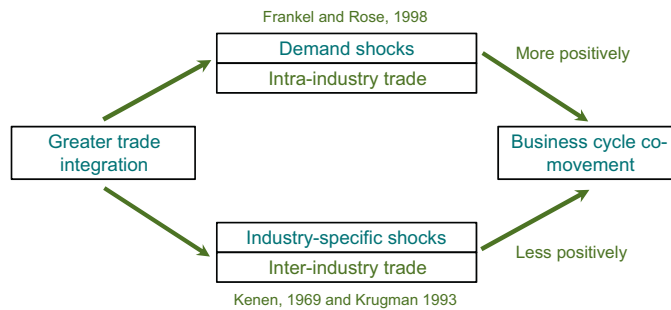 Frankel and Rose, 1998
Demand shocks
Intra-industry trade
More positively
Greater trade
integration
Business cycle co-
movement
Industry-specific shocks
Inter-industry trade
Less positively
Kenen, 1969 and Krugman 1993